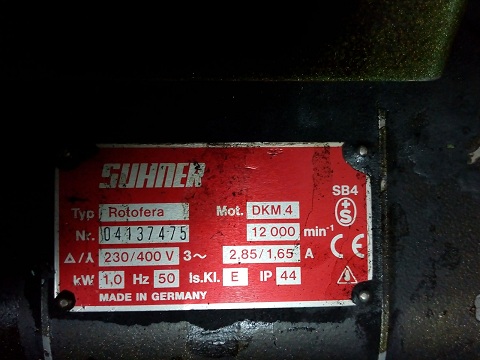 SUHNER
SB4
Typ Rotofera Mot. DKM 4
Nr. 04137475 12 000 min-1
Δ/⅄ 230/400 V 3~ 2,85/1,65 A
kW 1,0 Hz 50 Is.Kl. E IP 44
MADE IN GERMANY
S
CE